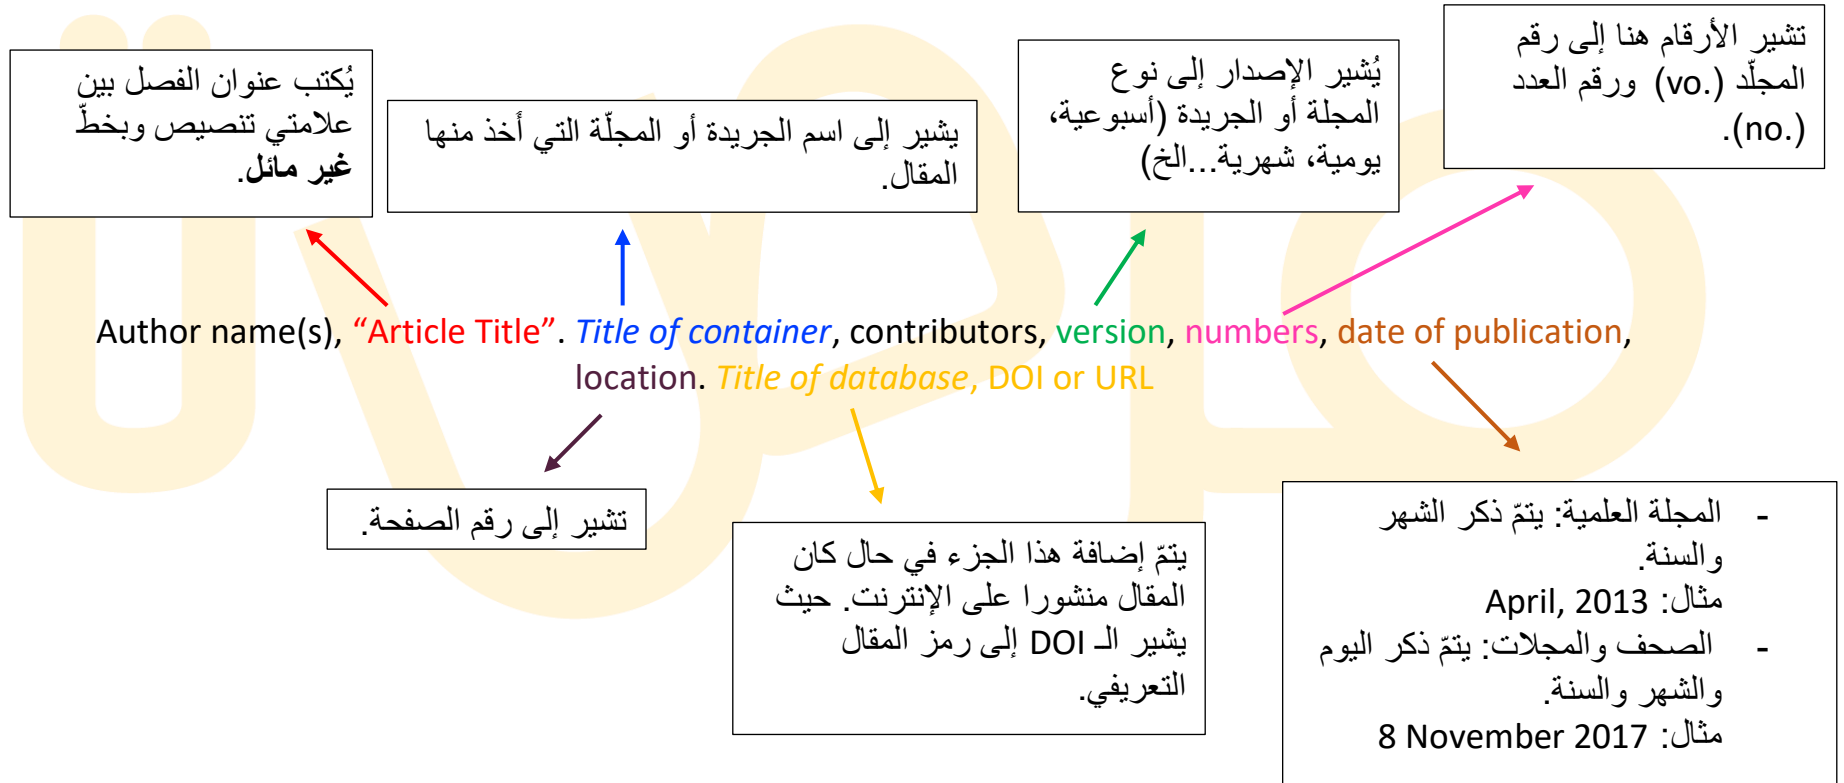 يُكتب عنوان الفصل بين
علامتي تنصيص وبخطّ
غير مائل.
يشير إلى اسم الجريدة أو المجلّة التي أُخذ منها
المقال.
يُشير الإصدار إلى نوع
المجلة أو الجريدة (أسبوعية،
يومية، شهرية...الخ)
تشير الأرقام هنا إلى رقم
المجلّد (vo.) ورقم العدد
(no.).
Author name(s), “Article Title”. Title of container, contributors, version, numbers, date of publication,
location. Title of database, DOI or URL
تشير إلى رقم الصفحة.
يتمّ إضافة هذا الجزء في حال كان
المقال منشورا على الإنترنت. حيث
يشير الـ DOI إلى رمز المقال
التعريفي.
- المجلة العلمية: يتمّ ذكر الشهر
والسنة.
مثال: April, 2013
- الصحف والمجلات: يتمّ ذكر اليوم
والشهر والسنة.
مثال: 8 November 2017